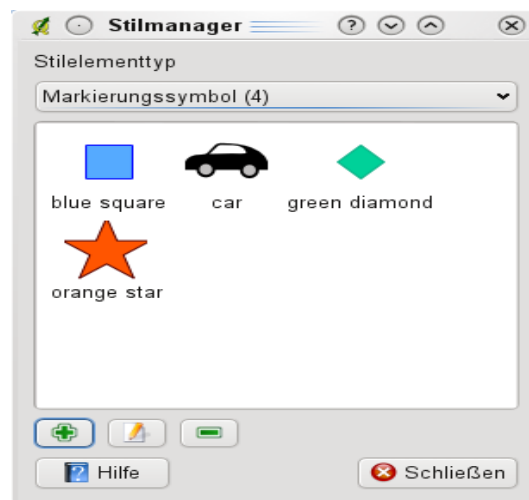 Stilmanager
Stilelementtyp
Markierungssymbol (4)
blue square car green diamond
orange star
Hilfe Schließen